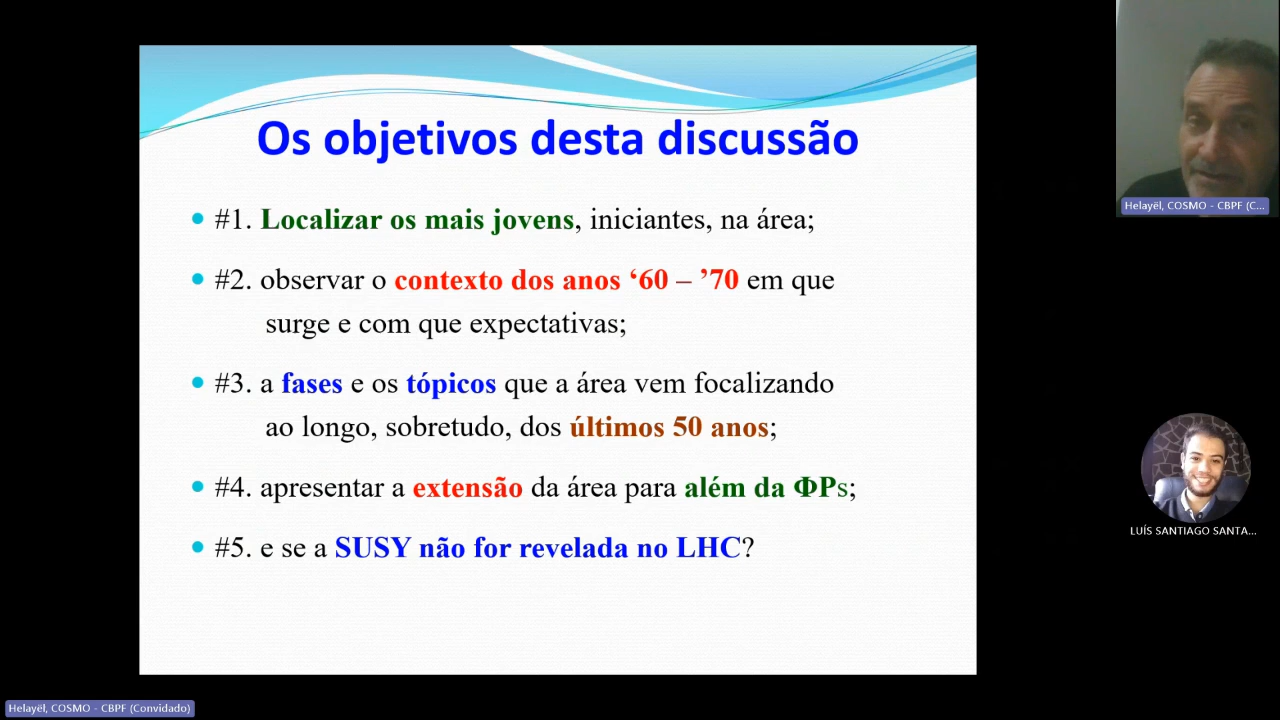 Os objetivos desta discussão
#1. Localizar os mais jovens, iniciantes, na área;
#2. observar o contexto dos anos ‘60 – ’70 em que
surge e com que expectativas;
#3. a fases e os tópicos que a área vem focalizando
ao longo, sobretudo, dos últimos 50 anos;
#4. apresentar a extensão da área para além da ΦPs;
#5. e se a SUSY não for revelada no LHC?
Helayël, COSMO - CBPF (C...
LUÍS SANTIAGO SANTA...
Helayël, COSMO - CBPF (Convidado)